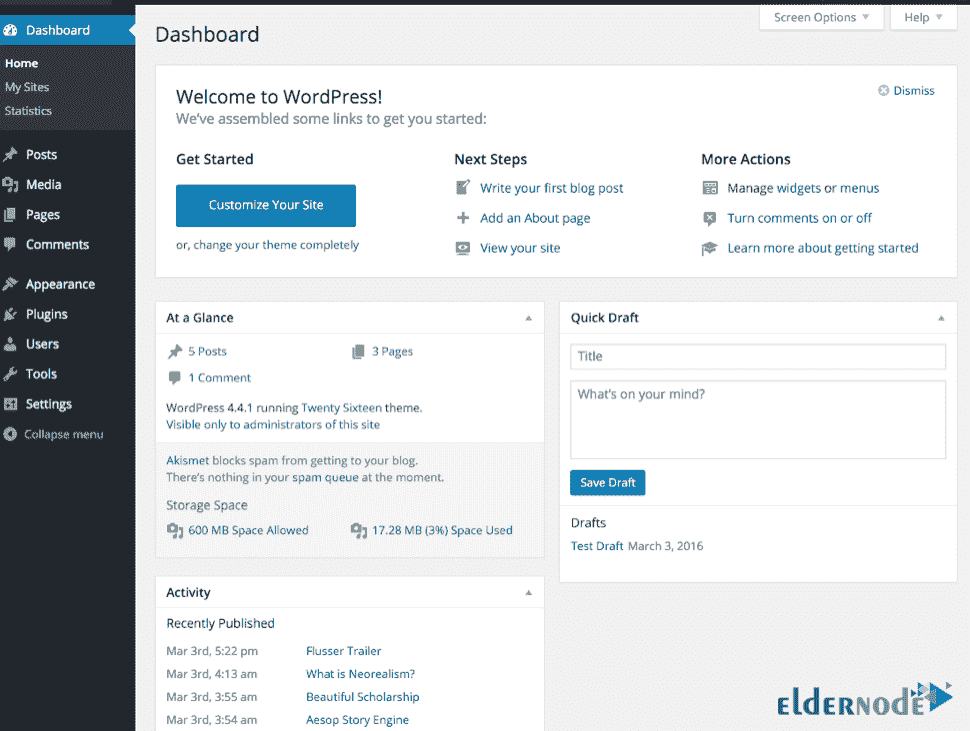 Screen Options
Help
Dashboard
Home
My Sites
Statistics
Posts
Media
Pages
Comments
Appearance
Plugins
Users
Tools
Settings
Collapse menu
Dashboard
Welcome to WordPress!
We've assembled some links to get you started:
Dismiss
Get Started
Customize Your Site
or, change your theme completely
Next Steps
Write your first blog post
Add an About page
View your site
More Actions
Manage widgets or menus
Turn comments on or off
Learn more about getting started
At a Glance
5 Posts
3 Pages
1 Comment
WordPress 4.4.1 running Twenty Sixteen theme.
Visible only to administrators of this site
Akismet blocks spam from getting to your blog.
There's nothing in your spam queue at the moment.
Storage Space
600 MB Space Allowed
17.28 MB (3%) Space Used
Activity
Recently Published
Mar 3rd, 5:22 pm Flusser Trailer
Mar 3rd, 4:13 am What is Neorealism?
Mar 3rd, 3:55 am Beautiful Scholarship
Mar 3rd, 3:54 am Aesop Story Engine
Quick Draft
Title
What's on your mind?
Save Draft
Drafts
Test Draft March 3, 2016
ELDERNODE